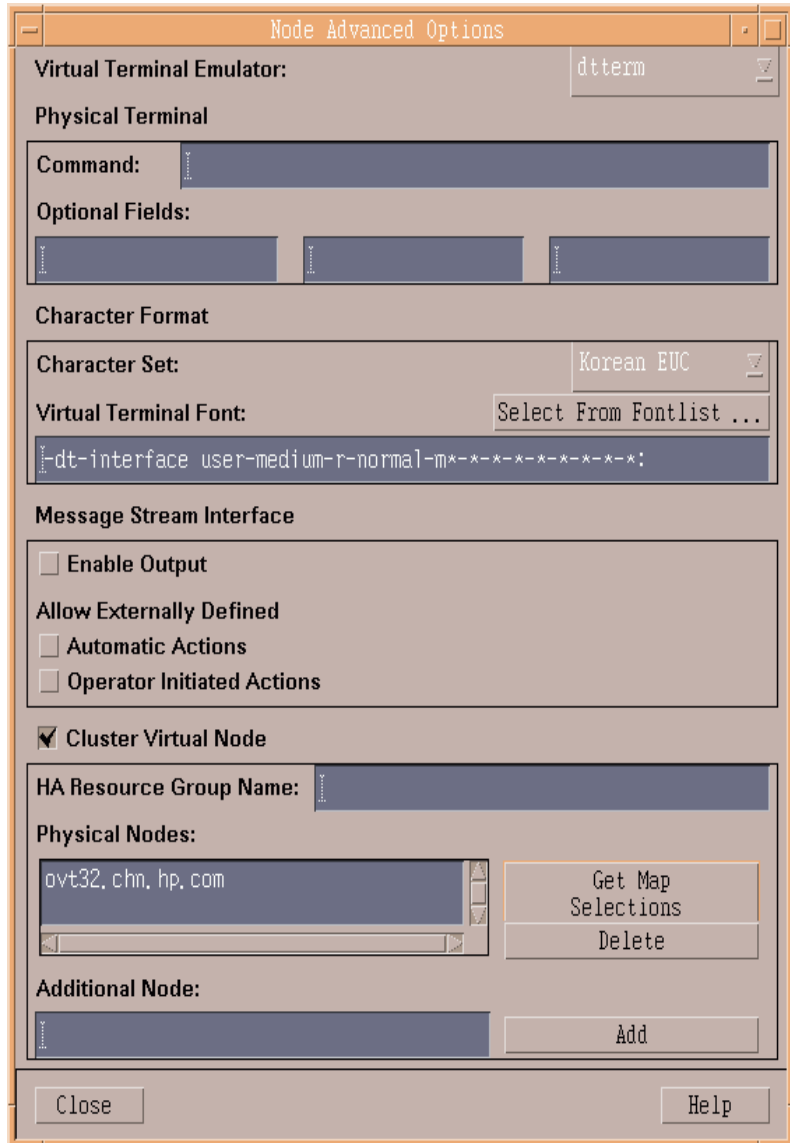 Node Advanced Options
Virtual Terminal Emulator: dtterm
Physical Terminal
Command:
Optional Fields:
Character Format
Character Set: Korean EUC
Virtual Terminal Font: Select From Fontlist ...
-dt-interface user-medium-r-normal-m*-*-*-*-*-*-*-*-*:
Message Stream Interface
Enable Output
Allow Externally Defined
Automatic Actions
Operator Initiated Actions
Cluster Virtual Node
HA Resource Group Name:
Physical Nodes:
ovt32.chn.hp.com
Get Map
Selections
Delete
Additional Node:
Add
Close Help